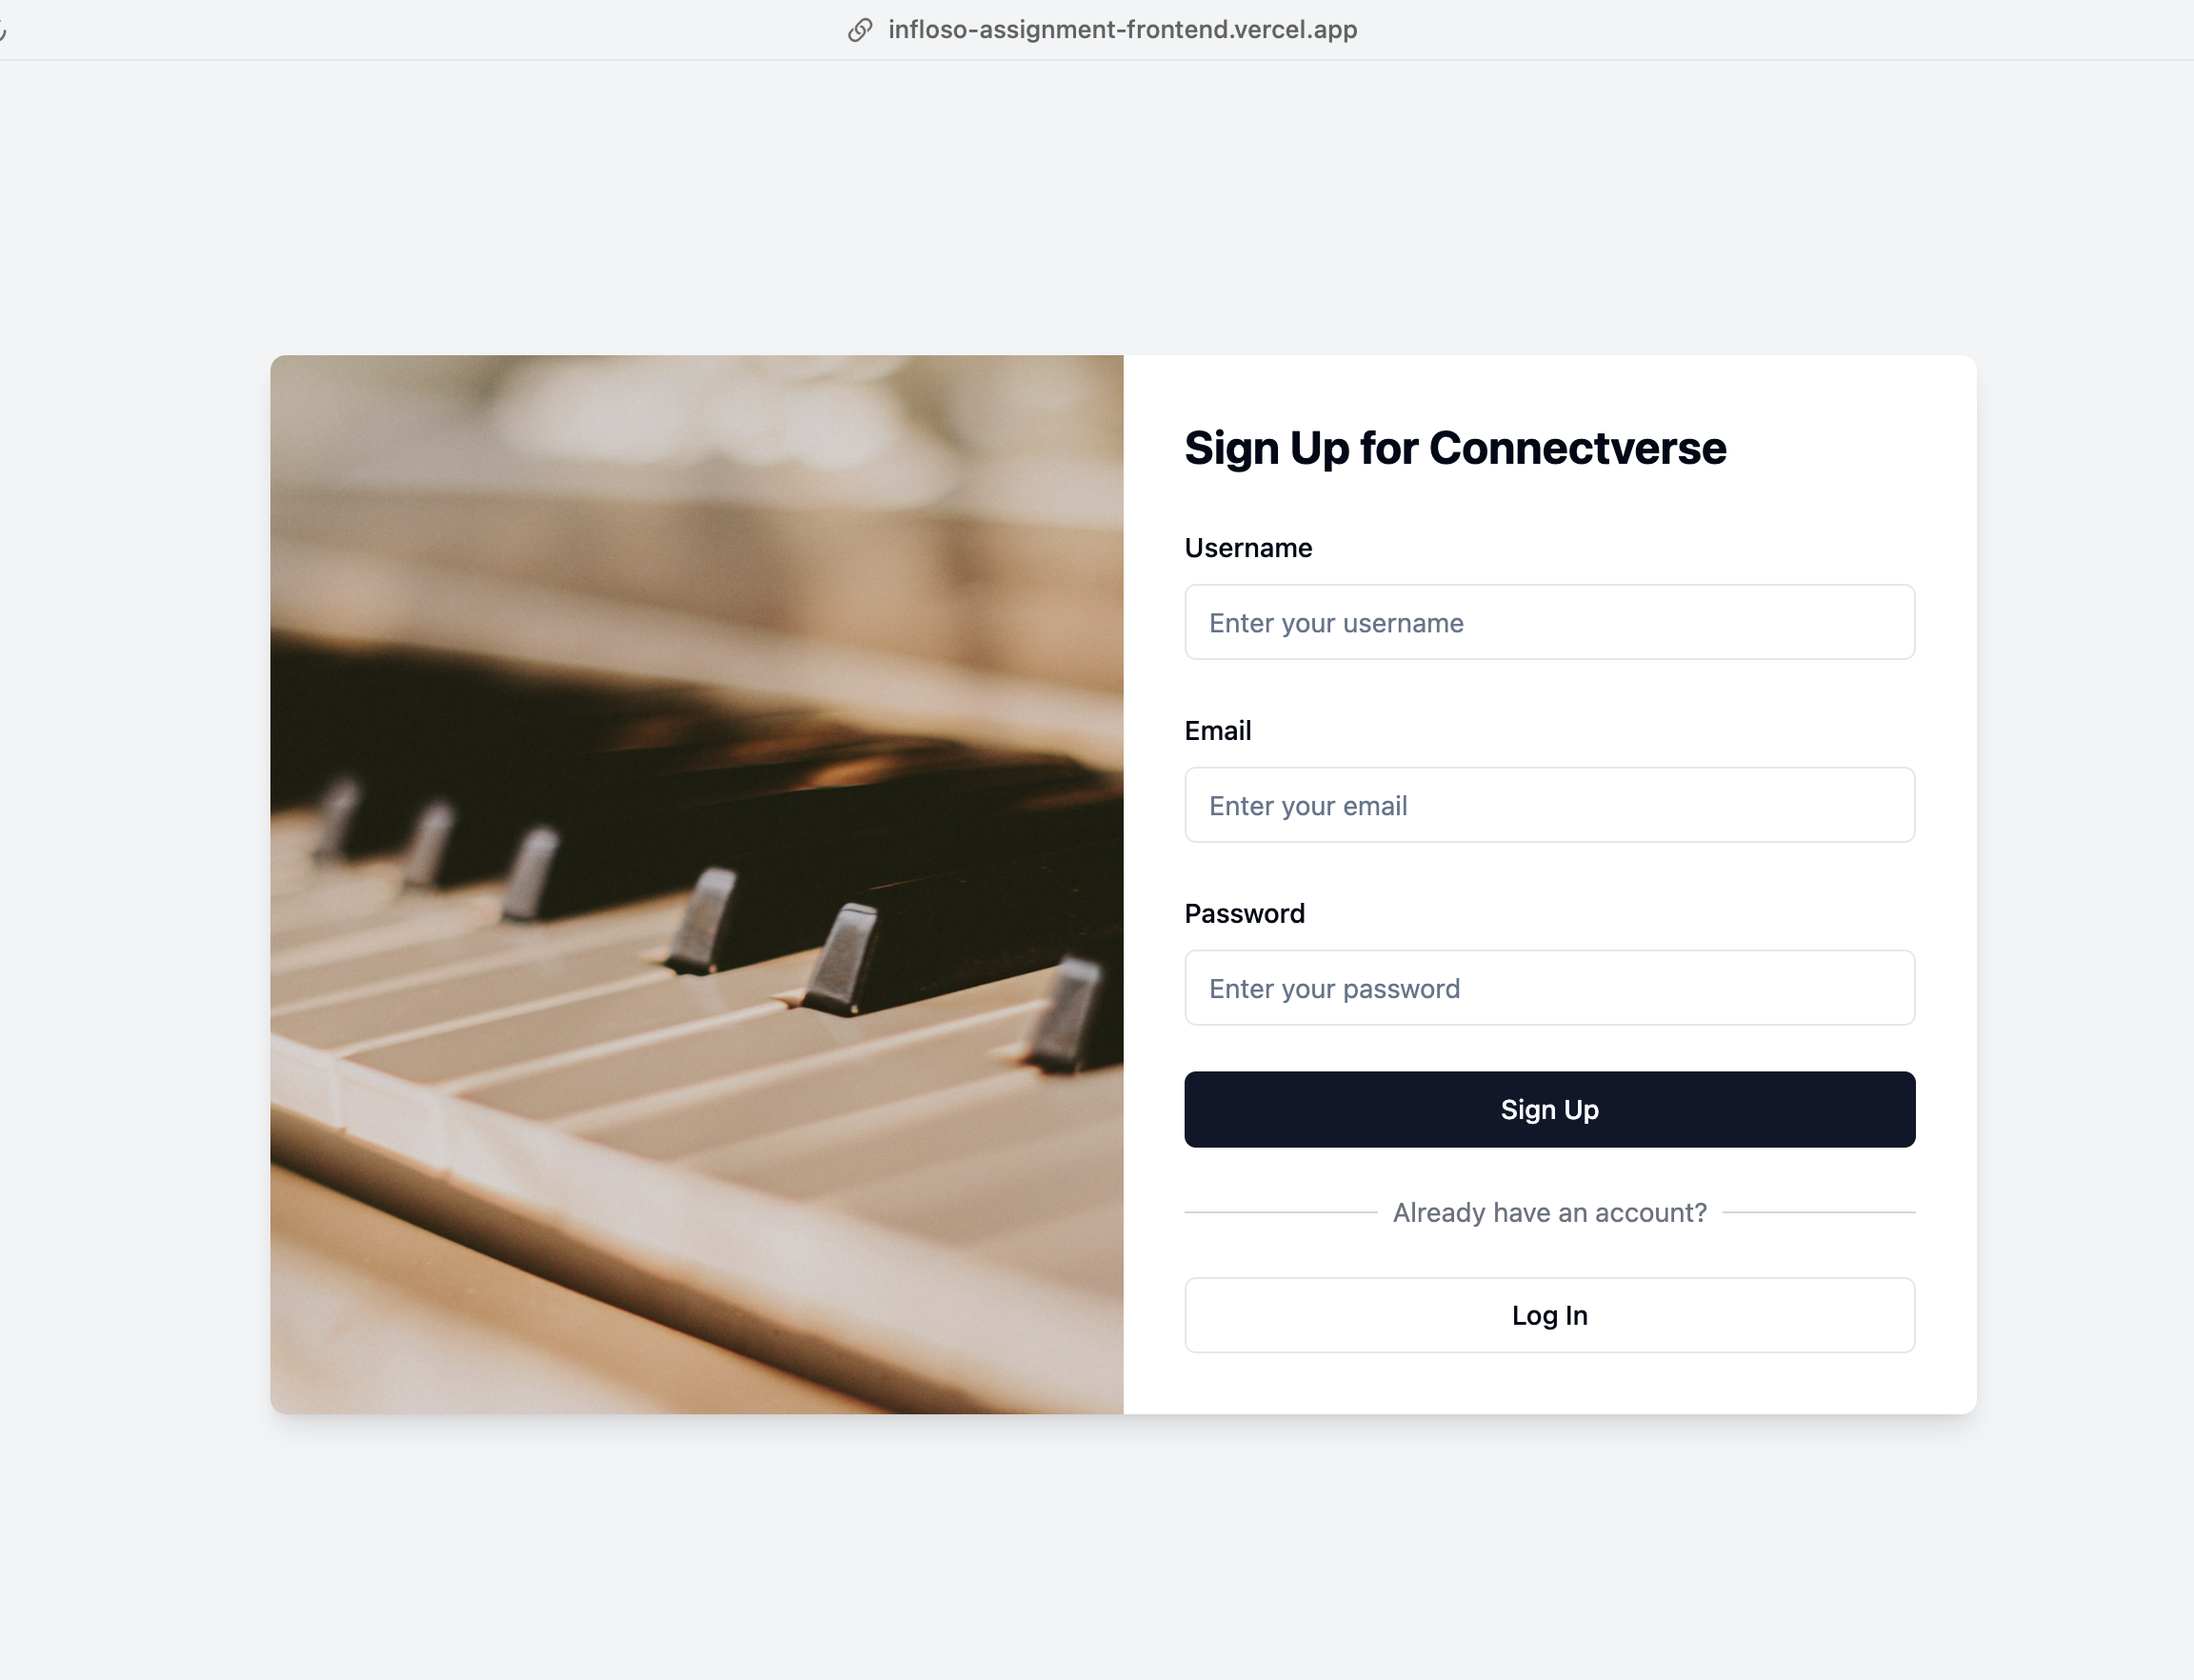 infloso-assignment-frontend.vercel.app
Sign Up for Connectverse
Username
Enter your username
Email
Enter your email
Password
Enter your password
Sign Up
Already have an account?
Log In